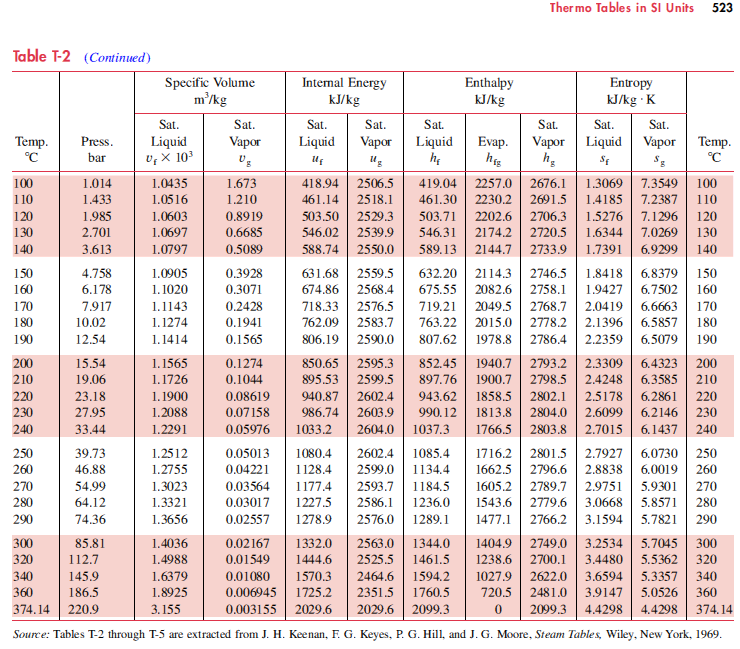 Thermo Tables in SI Units 523
Table T-2 (Continued)
Specific Volume Internal Energy Enthalpy Entropy
m³/kg kJ/kg kJ/kg kJ/kg · K
Sat. Sat. Sat. Sat. Sat. Sat. Sat. Sat.
Temp. Press. Liquid Vapor Liquid Vapor Liquid Evap. Vapor Liquid Vapor Temp.
°C bar v_f × 10³ v_g u_f u_g h_f h_fg h_g s_f s_g °C
100 1.014 1.0435 1.673 418.94 2506.5 419.04 2257.0 2676.1 1.3069 7.3549 100
110 1.433 1.0516 1.210 461.14 2518.1 461.30 2230.2 2691.5 1.4185 7.2387 110
120 1.985 1.0603 0.8919 503.50 2529.3 503.71 2202.6 2706.3 1.5276 7.1296 120
130 2.701 1.0697 0.6685 546.02 2539.9 546.31 2174.2 2720.5 1.6344 7.0269 130
140 3.613 1.0797 0.5089 588.74 2550.0 589.13 2144.7 2733.9 1.7391 6.9299 140
150 4.758 1.0905 0.3928 631.68 2559.5 632.20 2114.3 2746.5 1.8418 6.8379 150
160 6.178 1.1020 0.3071 674.86 2568.4 675.55 2082.6 2758.1 1.9427 6.7502 160
170 7.917 1.1143 0.2428 718.33 2576.5 719.21 2049.5 2768.7 2.0419 6.6663 170
180 10.02 1.1274 0.1941 762.09 2583.7 763.22 2015.0 2778.2 2.1396 6.5857 180
190 12.54 1.1414 0.1565 806.19 2590.0 807.62 1978.8 2786.4 2.2359 6.5079 190
200 15.54 1.1565 0.1274 850.65 2595.3 852.45 1940.7 2793.2 2.3309 6.4323 200
210 19.06 1.1726 0.1044 895.53 2599.5 897.76 1900.7 2798.5 2.4248 6.3585 210
220 23.18 1.1900 0.08619 940.87 2602.4 943.62 1858.5 2802.1 2.5178 6.2861 220
230 27.95 1.2088 0.07158 986.74 2603.9 990.12 1813.8 2804.0 2.6099 6.2146 230
240 33.44 1.2291 0.05976 1033.2 2604.0 1037.3 1766.5 2803.8 2.7015 6.1437 240
250 39.73 1.2512 0.05013 1080.4 2602.4 1085.4 1716.2 2801.5 2.7927 6.0730 250
260 46.88 1.2755 0.04221 1128.4 2599.0 1134.4 1662.5 2796.6 2.8838 6.0019 260
270 54.99 1.3023 0.03564 1177.4 2593.7 1184.5 1605.2 2789.7 2.9751 5.9301 270
280 64.12 1.3321 0.03017 1227.5 2586.1 1236.0 1543.6 2779.6 3.0668 5.8571 280
290 74.36 1.3656 0.02557 1278.9 2576.0 1289.1 1477.1 2766.2 3.1594 5.7821 290
300 85.81 1.4036 0.02167 1332.0 2563.0 1344.0 1404.9 2749.0 3.2534 5.7045 300
320 112.7 1.4988 0.01549 1444.6 2525.5 1461.5 1238.6 2700.1 3.4480 5.5362 320
340 145.9 1.6379 0.01080 1570.3 2464.6 1594.2 1027.9 2622.0 3.6594 5.3357 340
360 186.5 1.8925 0.006945 1725.2 2351.5 1760.5 720.5 2481.0 3.9147 5.0526 360
374.14 220.9 3.155 0.003155 2029.6 2029.6 2099.3 0 2099.3 4.4298 4.4298 374.14
Source: Tables T-2 through T-5 are extracted from J. H. Keenan, F. G. Keyes, P. G. Hill, and J. G. Moore, Steam Tables, Wiley, New York, 1969.